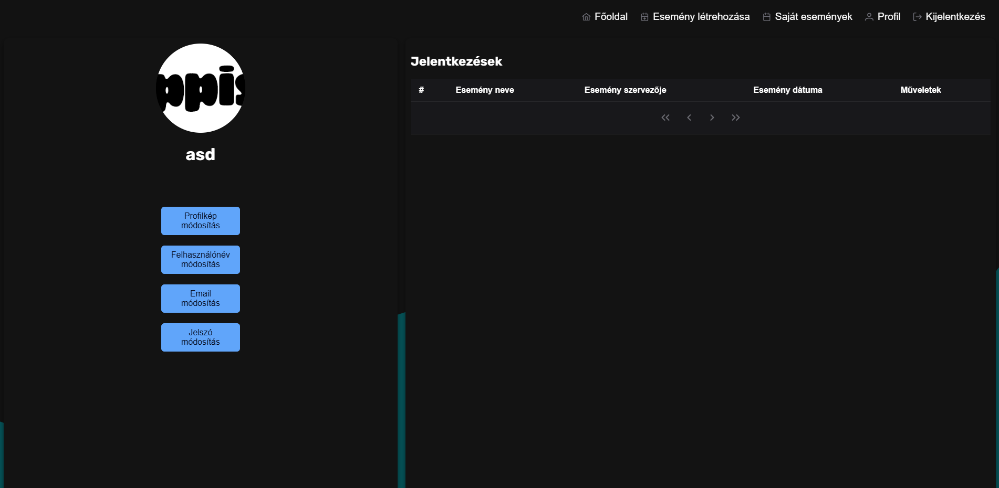 Főoldal Esemény létrehozása Saját események Profil Kijelentkezés
ppis
asd
Profilkép
módosítás
Felhasználónév
módosítás
Email
módosítás
Jelszó
módosítás
Jelentkezések
# Esemény neve Esemény szervezője Esemény dátuma Műveletek